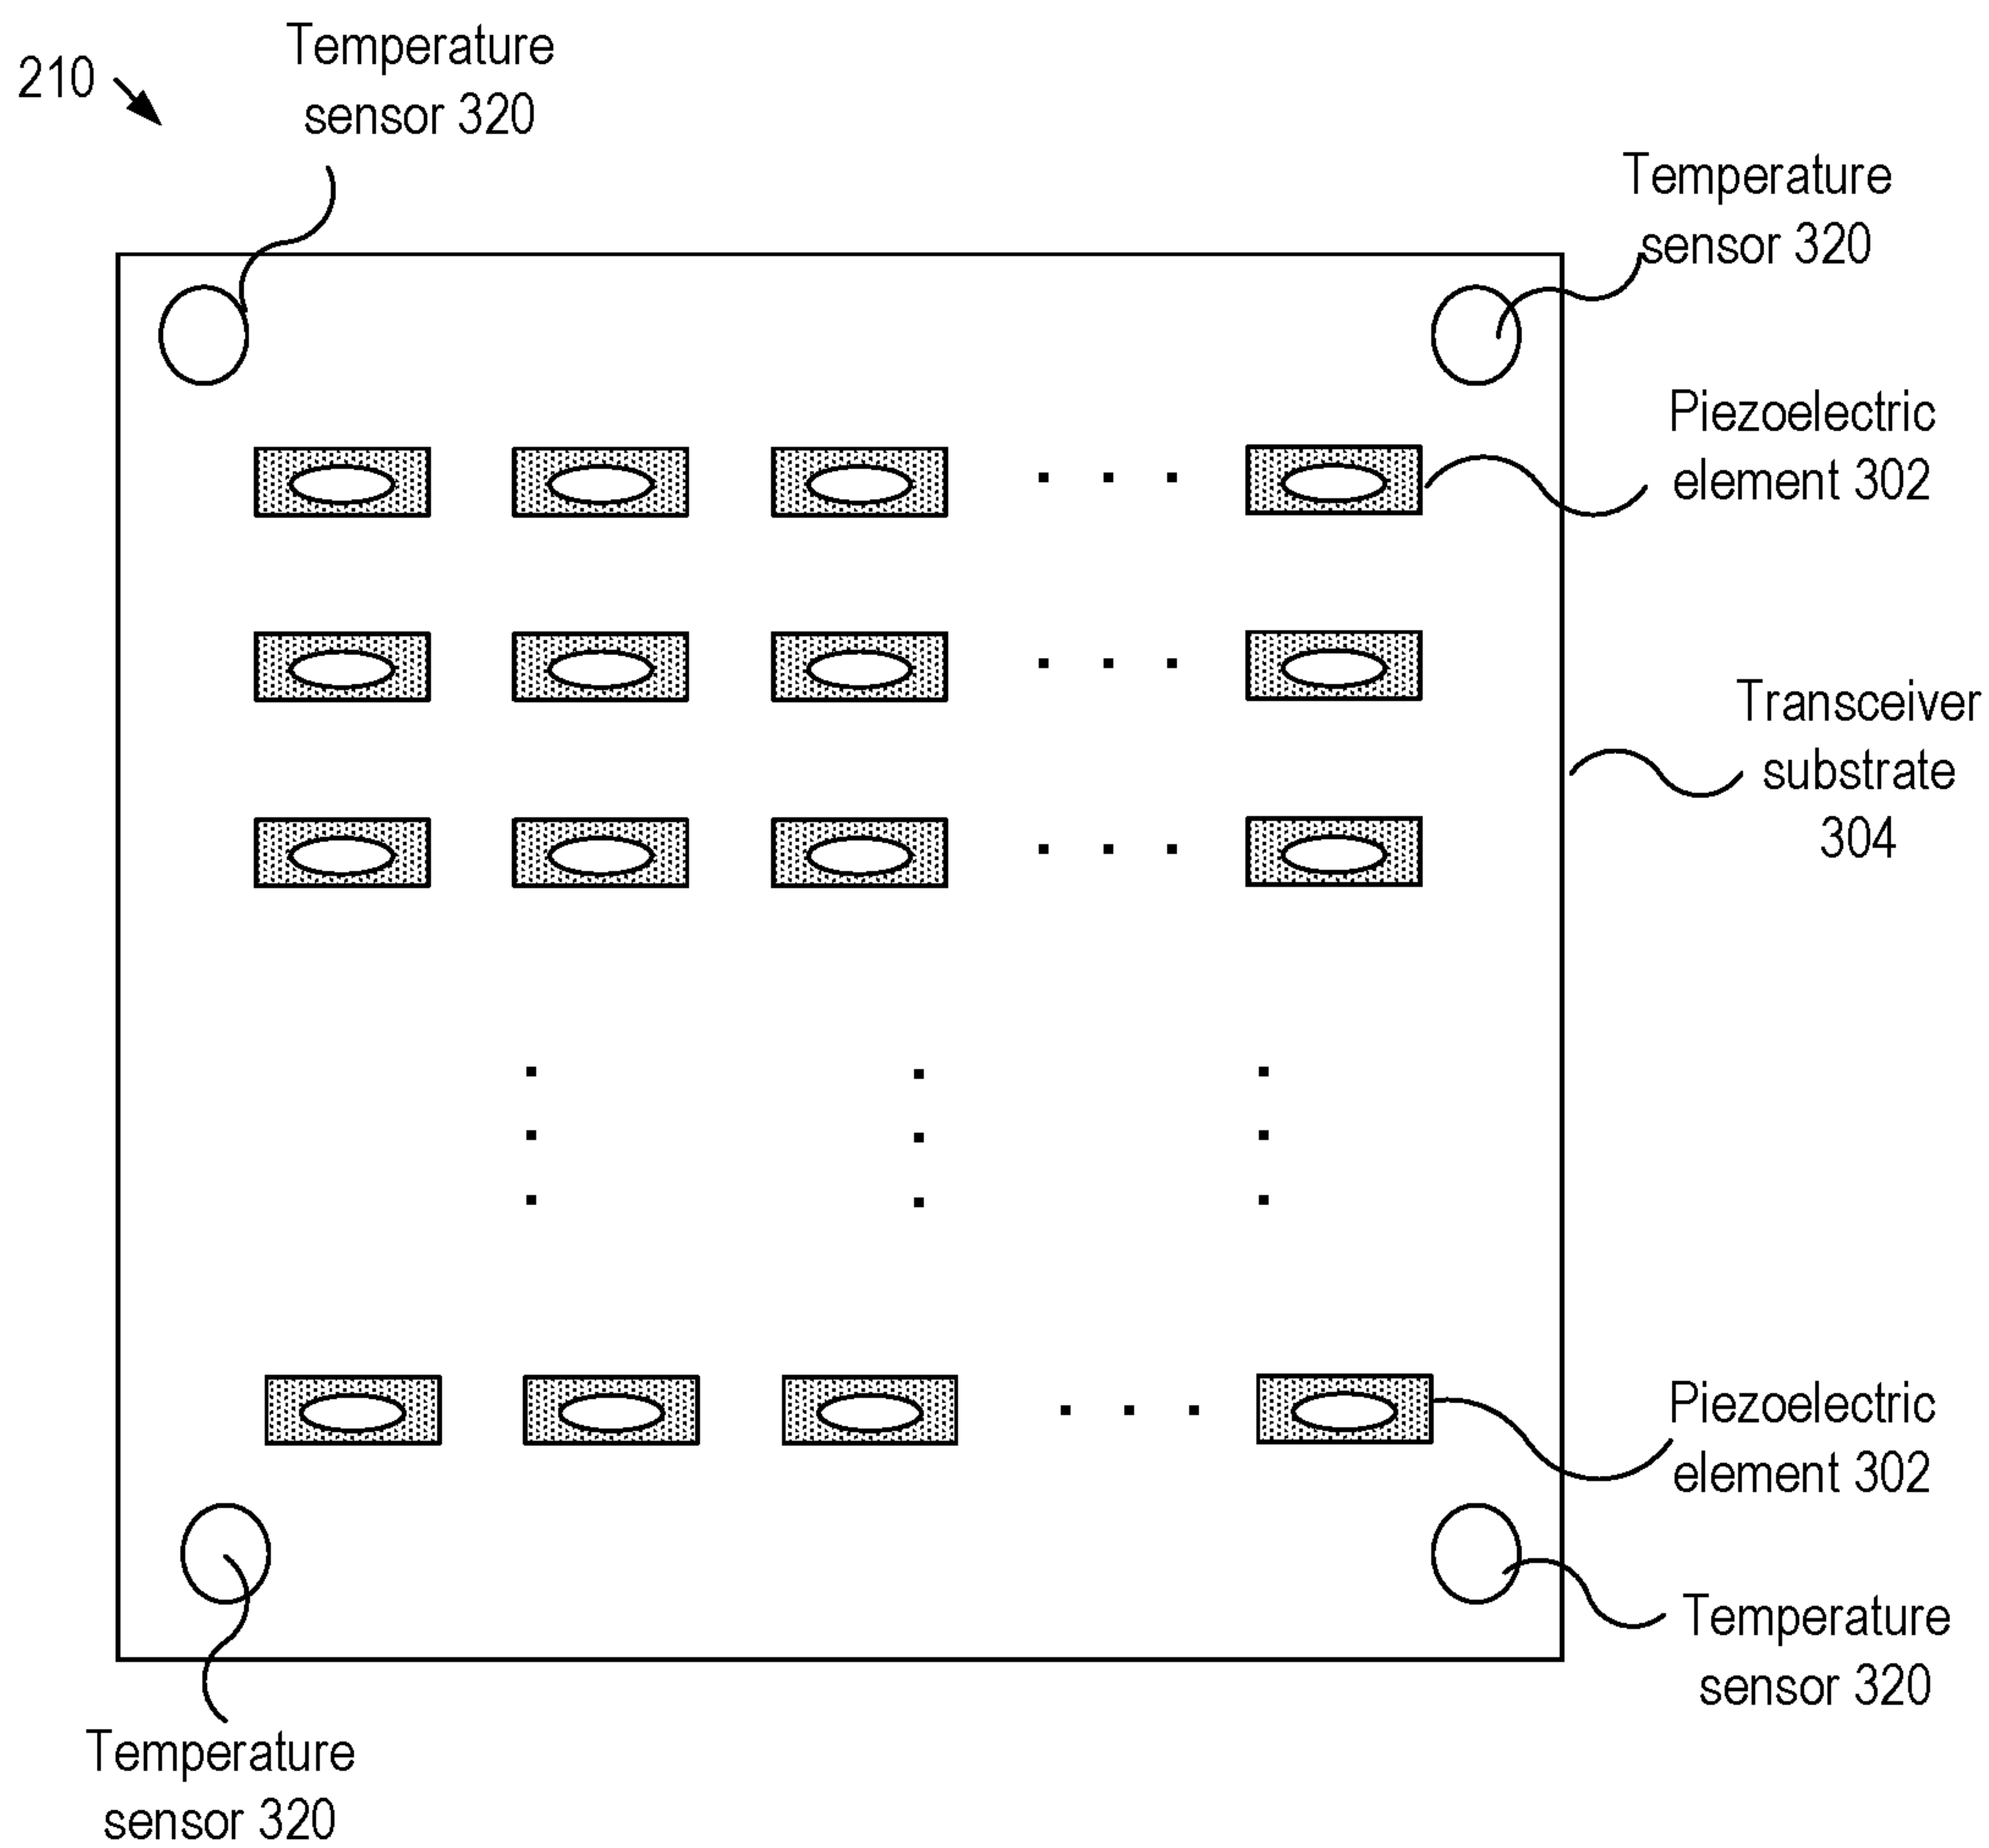 210
Temperature
sensor 320
Temperature
sensor 320
Piezoelectric
element 302
Transceiver
substrate
304
Piezoelectric
element 302
Temperature
sensor 320
Temperature
sensor 320